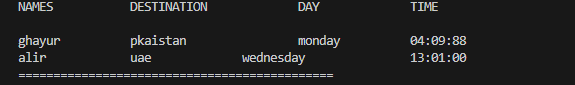 NAMES DESTINATION DAY TIME
ghayur pkaistan monday 04:09:88
alir uae wednesday 13:01:00
=============================================